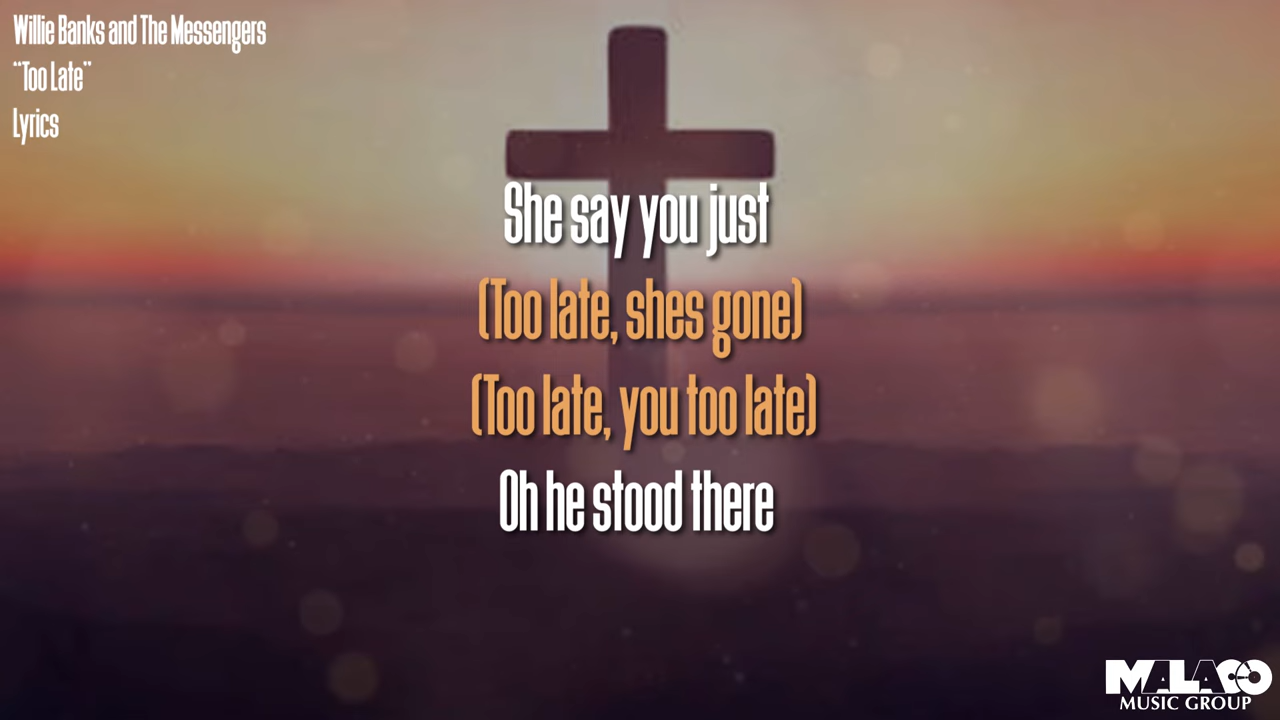 Willie Banks and The Messengers
"Too Late"
Lyrics
She say you just
(Too late, shes gone)
(Too late, you too late)
Oh he stood there
MALACO
MUSIC GROUP